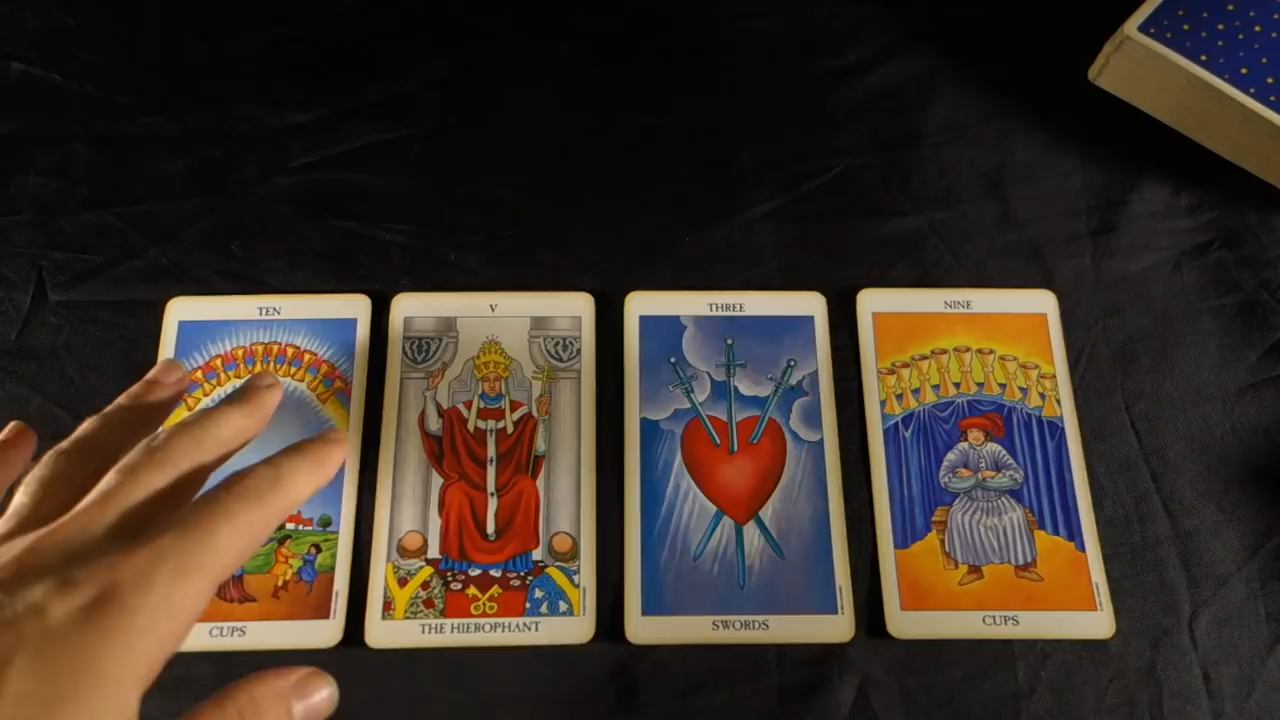 TEN
CUPS
V
THE HIEROPHANT
THREE
SWORDS
NINE
CUPS